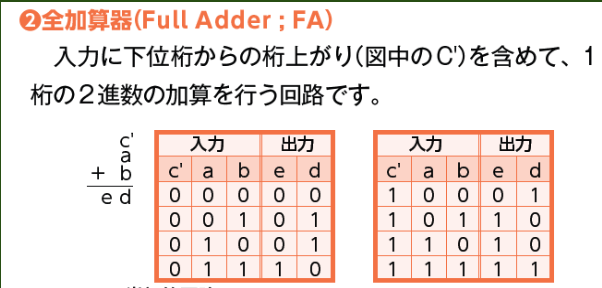 ❷全加算器(Full Adder ; FA)
入力に下位桁からの桁上がり(図中のC')を含めて、1
桁の2進数の加算を行う回路です。
c'
a
+ b
e d
入力 出力
c' a b e d
0 0 0 0 0
0 0 1 0 1
0 1 0 0 1
0 1 1 1 0
入力 出力
c' a b e d
1 0 0 0 1
1 0 1 1 0
1 1 0 1 0
1 1 1 1 1